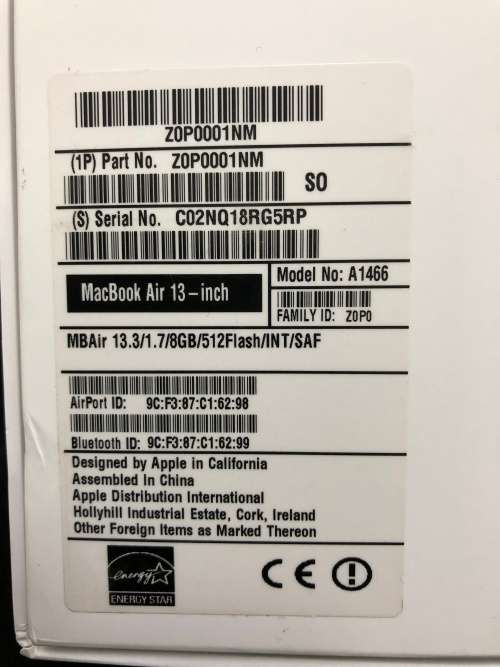 Z0P0001NM
(1P) Part No. Z0P0001NM
SO
(S) Serial No. C02NQ18RG5RP
MacBook Air 13-inch
Model No: A1466
FAMILY ID: Z0P0
MBAir 13.3/1.7/8GB/512Flash/INT/SAF
AirPort ID: 9C:F3:87:C1:62:98
Bluetooth ID: 9C:F3:87:C1:62:99
Designed by Apple in California
Assembled In China
Apple Distribution International
Hollyhill Industrial Estate, Cork, Ireland
Other Foreign Items as Marked Thereon
energy
ENERGY STAR
CE